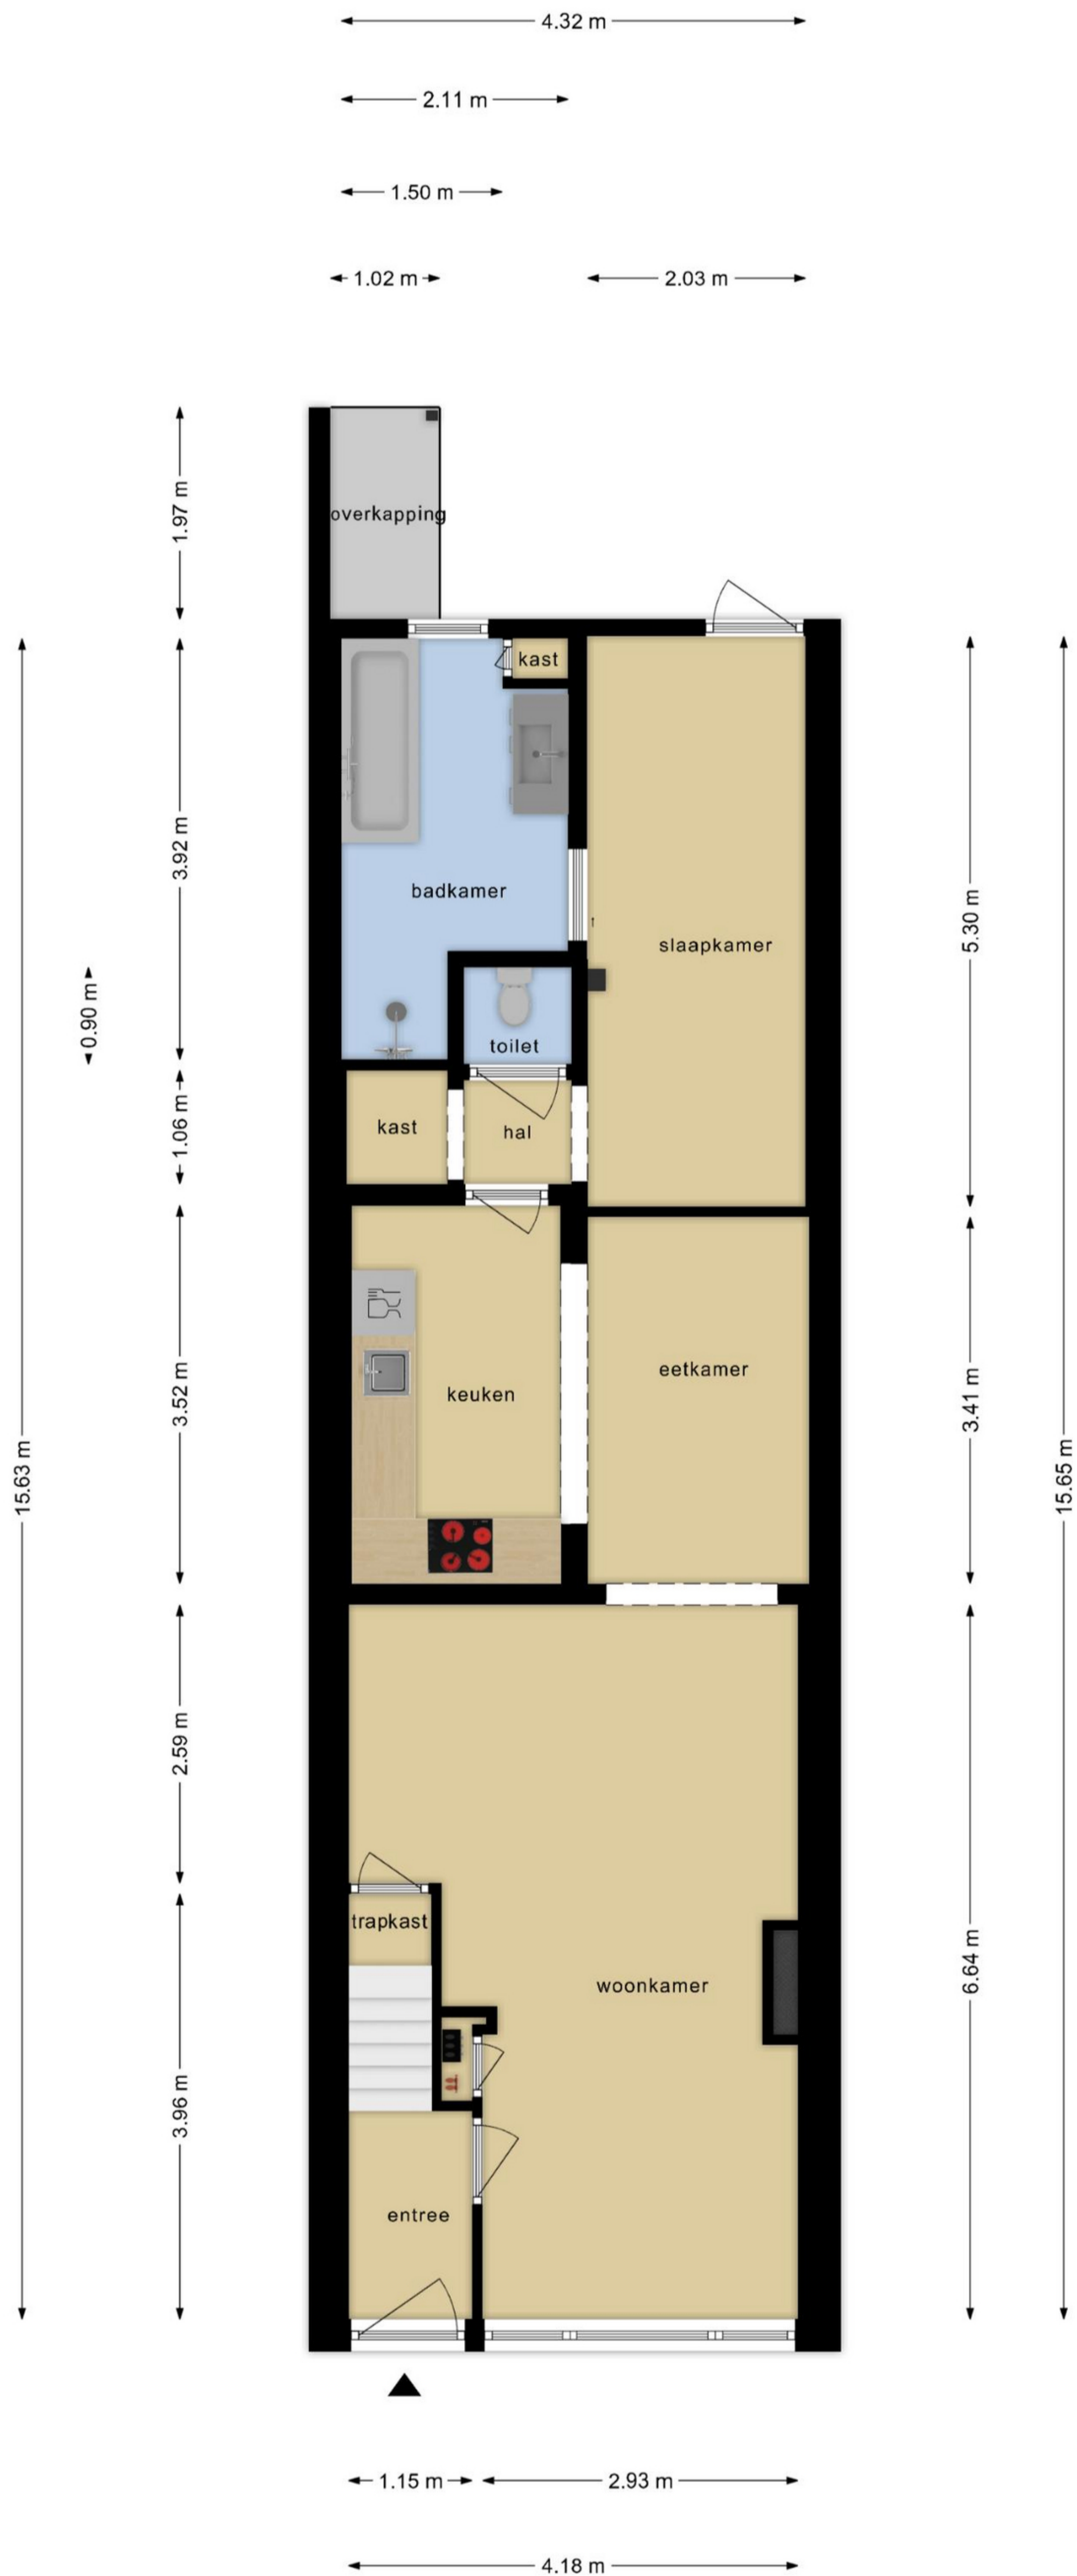 4.32 m
2.11 m
1.50 m
1.02 m
2.03 m
1.97 m
overkapping
kast
3.92 m
badkamer
5.30 m
slaapkamer
0.90 m
toilet
1.06 m
kast
hal
3.52 m
keuken
eetkamer
3.41 m
15.63 m
15.65 m
2.59 m
trapkast
woonkamer
6.64 m
3.96 m
entree
1.15 m
2.93 m
4.18 m